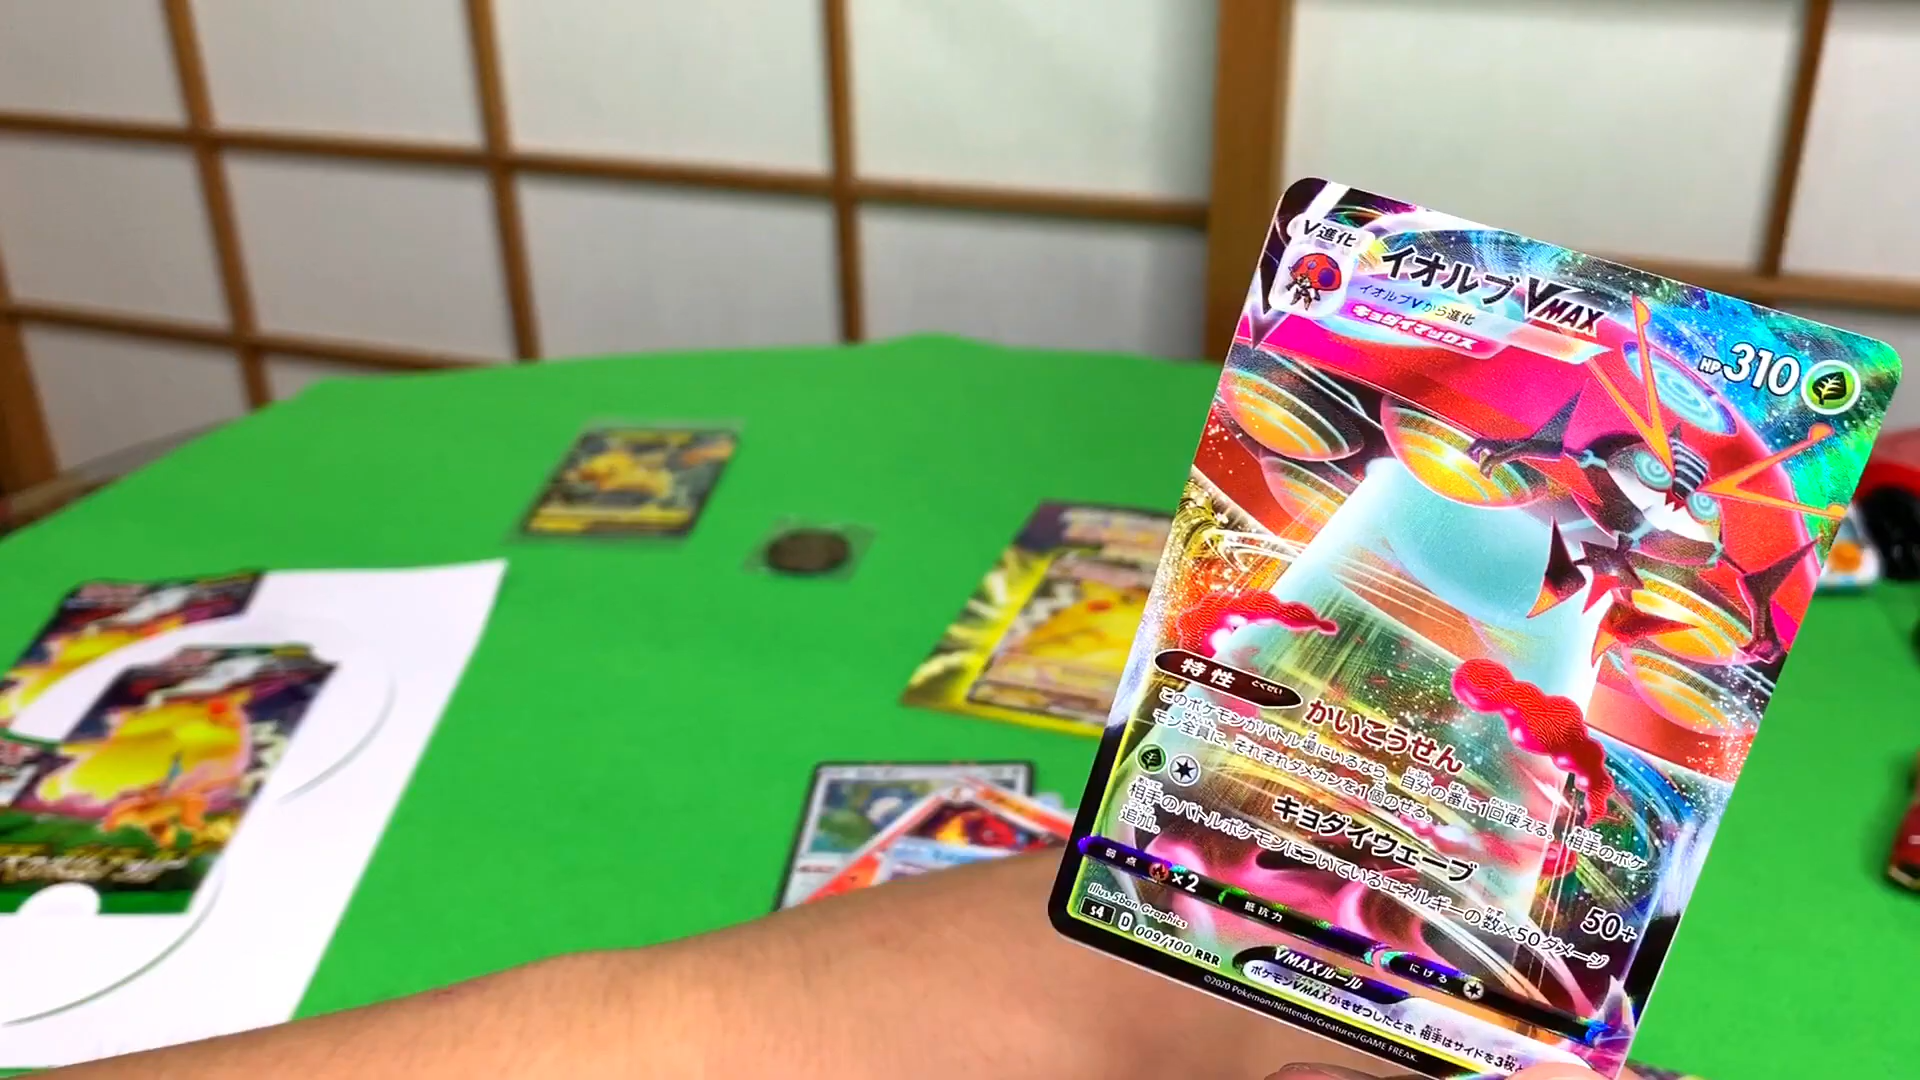 V進化
イオルブVMAX
イオルブVから進化
キョダイマックス
HP310
特性 とくせい
かいこうせん
このポケモンがバトル場にいるなら、自分の番に1回使える。相手のポケ
モン全員に、それぞれダメカンを1個のせる。
キョダイウェーブ
50+
相手のバトルポケモンについているエネルギーの数×50ダメージ
追加。
弱点 ×2
抵抗力
にげる
Illus. 5ban Graphics
s4 D 009/100 RRR
VMAXルール
ポケモンVMAXがきぜつしたとき、相手はサイドを3枚と
©2020 Pokémon/Nintendo/Creatures/GAME FREAK.